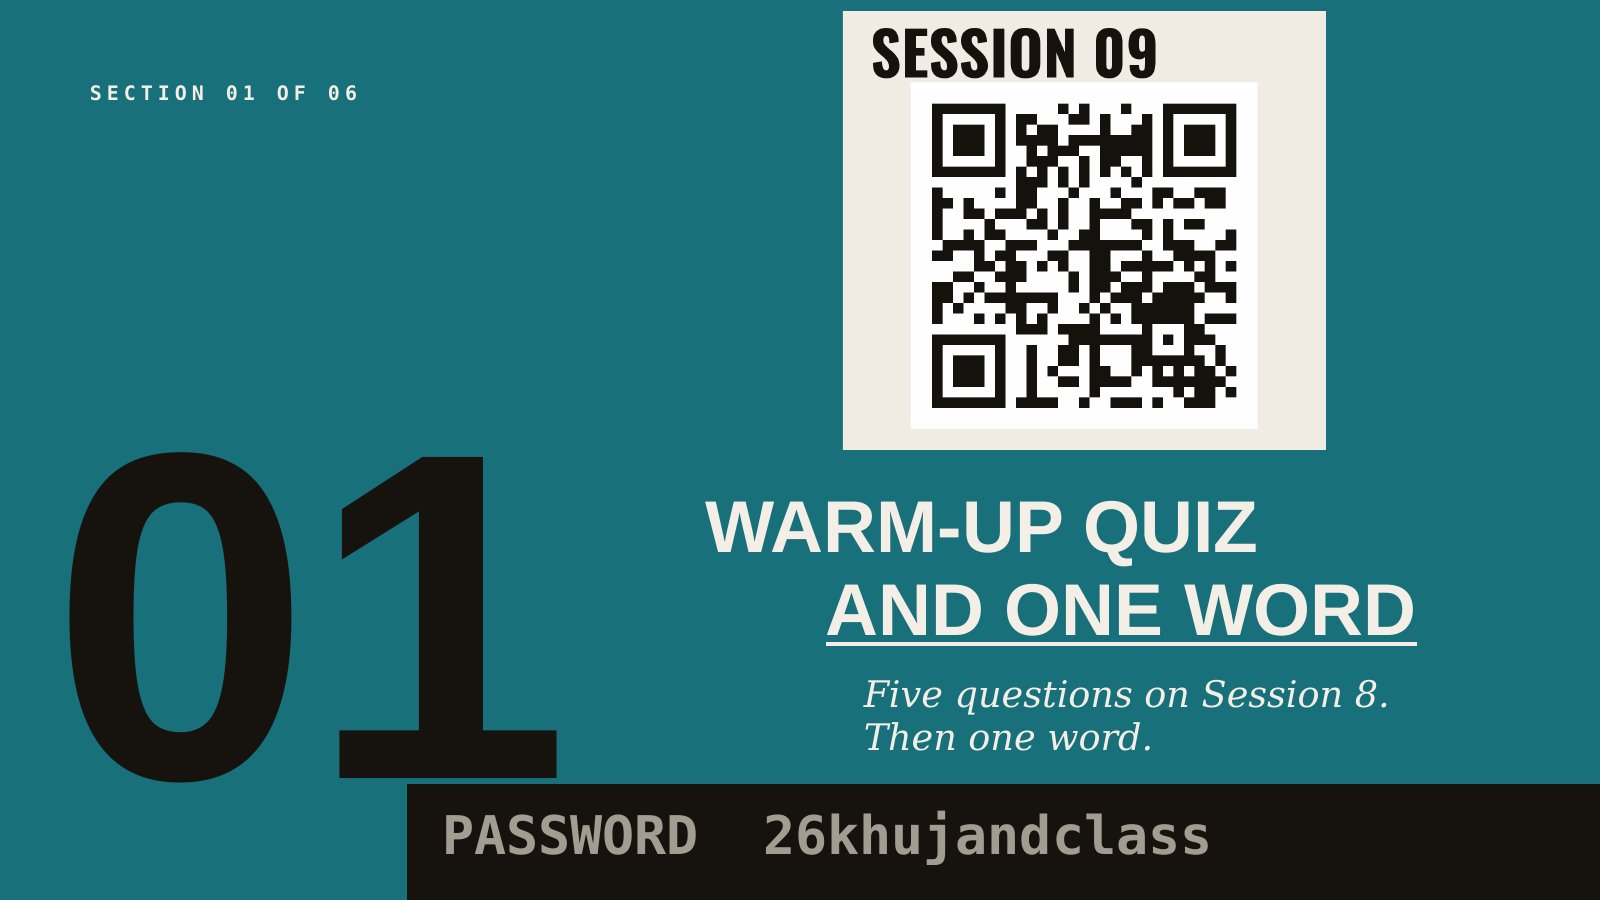 SECTION 01 OF 06
SESSION 09
01
WARM-UP QUIZ
AND ONE WORD
Five questions on Session 8.
Then one word.
PASSWORD 26khujandclass